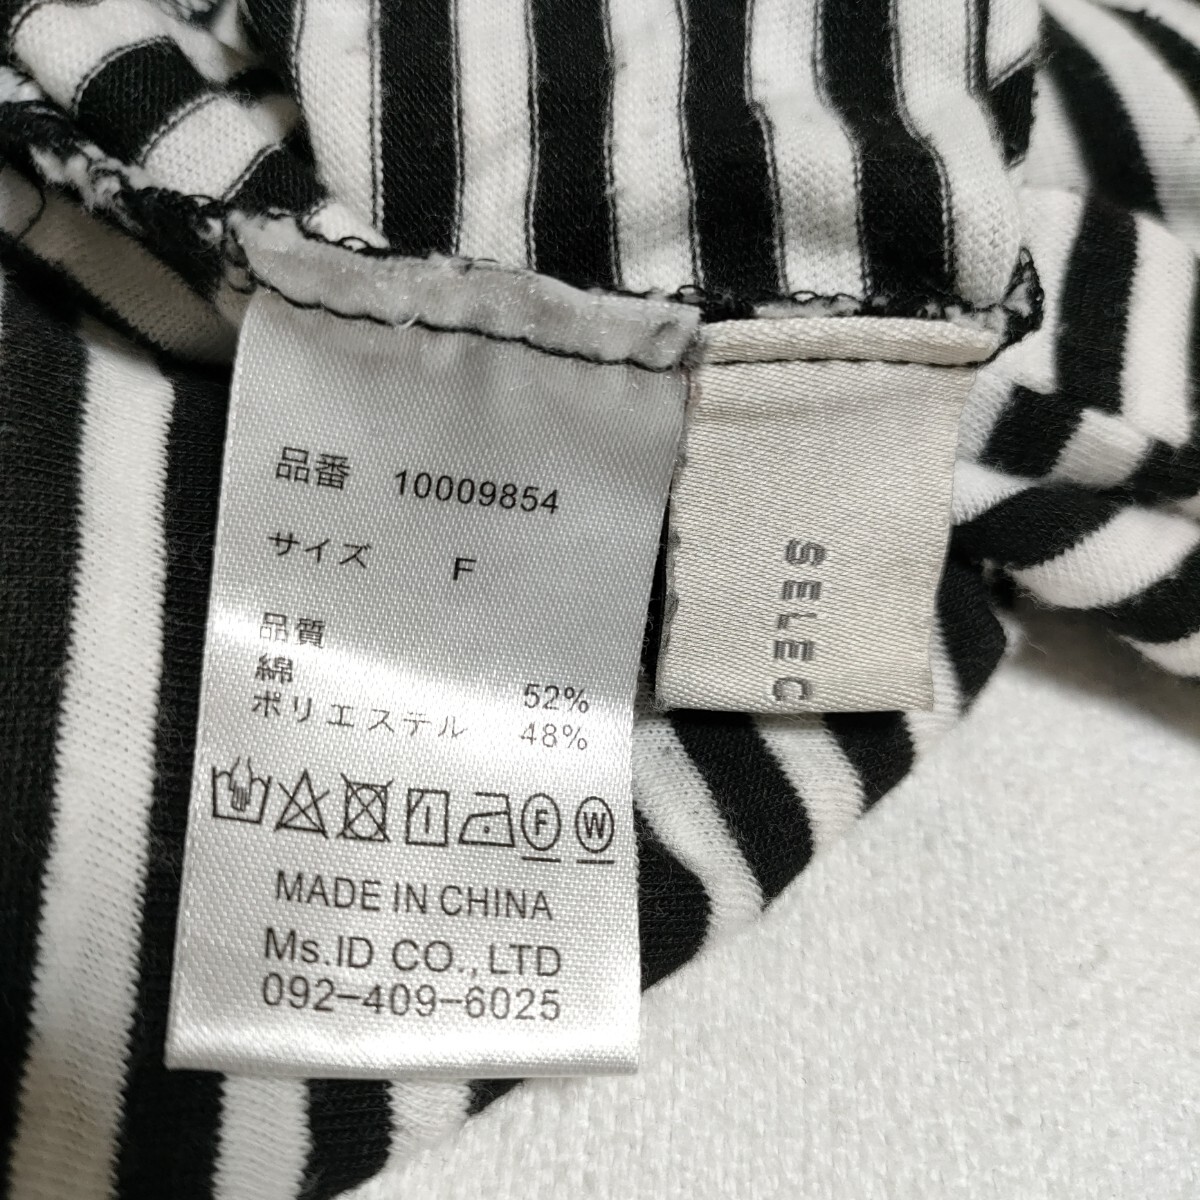 品番 10009854
サイズ F
品質
綿 52%
ポリエステル 48%
F W
MADE IN CHINA
Ms.ID CO.,LTD
092-409-6025
SELEC